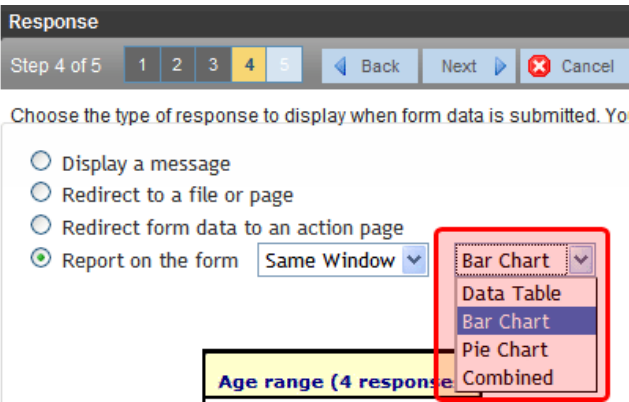 Response
Step 4 of 5 1 2 3 4 5 Back Next Cancel
Choose the type of response to display when form data is submitted. Yo
Display a message
Redirect to a file or page
Redirect form data to an action page
Report on the form Same Window Bar Chart
Data Table
Bar Chart
Pie Chart
Combined
Age range (4 response